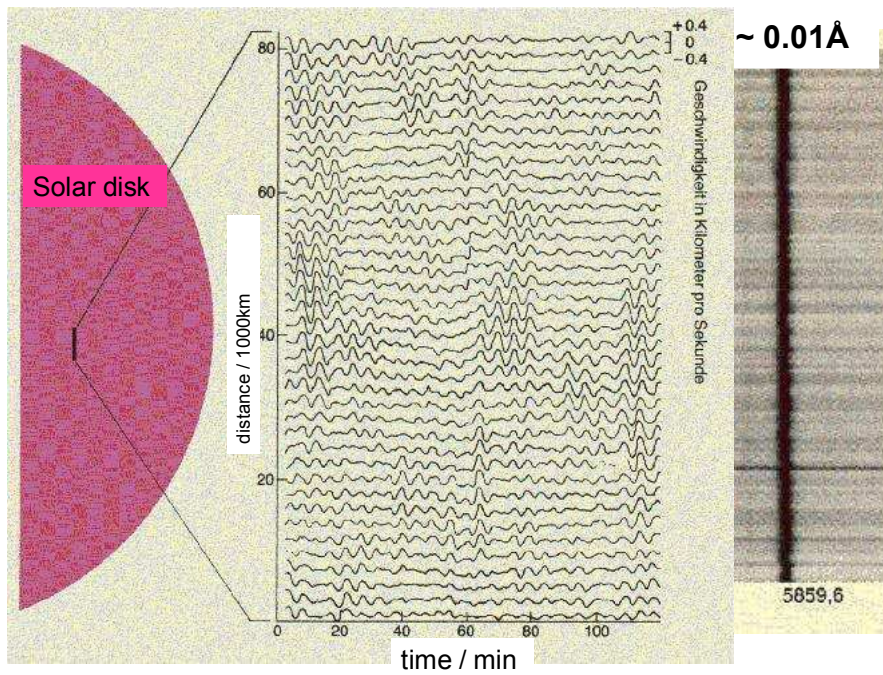 +0.4
0
−0.4
~ 0.01Å
80
60
40
20
Solar disk
distance / 1000km
Geschwindigkeit in Kilometer pro Sekunde
5859,6
0 20 40 60 80 100
time / min